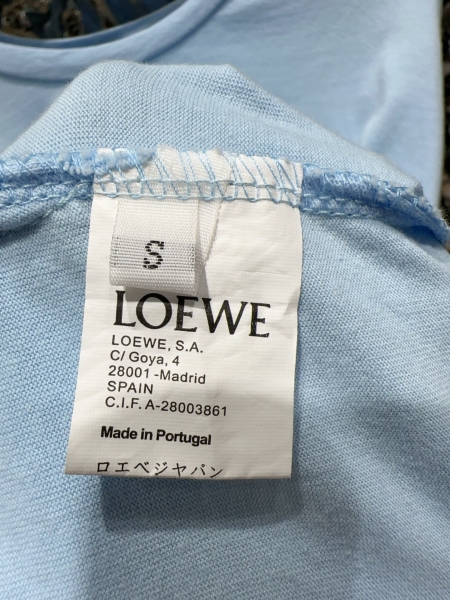 S
LOEWE
LOEWE, S.A.
C/ Goya, 4
28001 -Madrid
SPAIN
C.I.F. A-28003861
Made in Portugal
ロエベジャパン